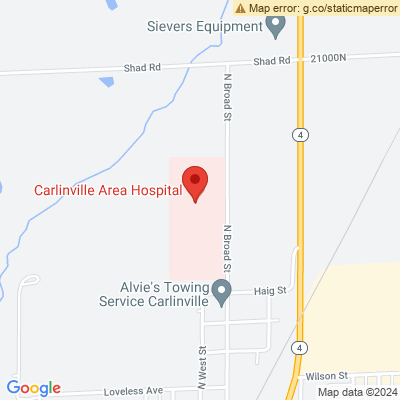 Map error: g.co/staticmaperror
Sievers Equipment
Shad Rd
Shad Rd
21000N
N Broad St
4
Carlinville Area Hospital
N Broad St
Alvie's Towing
Service Carlinville
Haig St
N West St
4
Wilson St
Google
Loveless Ave
Map data ©2024